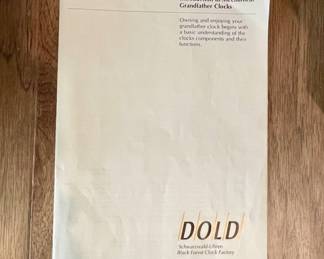 Grandfather Clocks
Owning and enjoying your
grandfather clock begins with
a basic understanding of the
clocks components and their
functions.
DOLD
Schwarzwald-Uhren
Black Forest Clock Factory